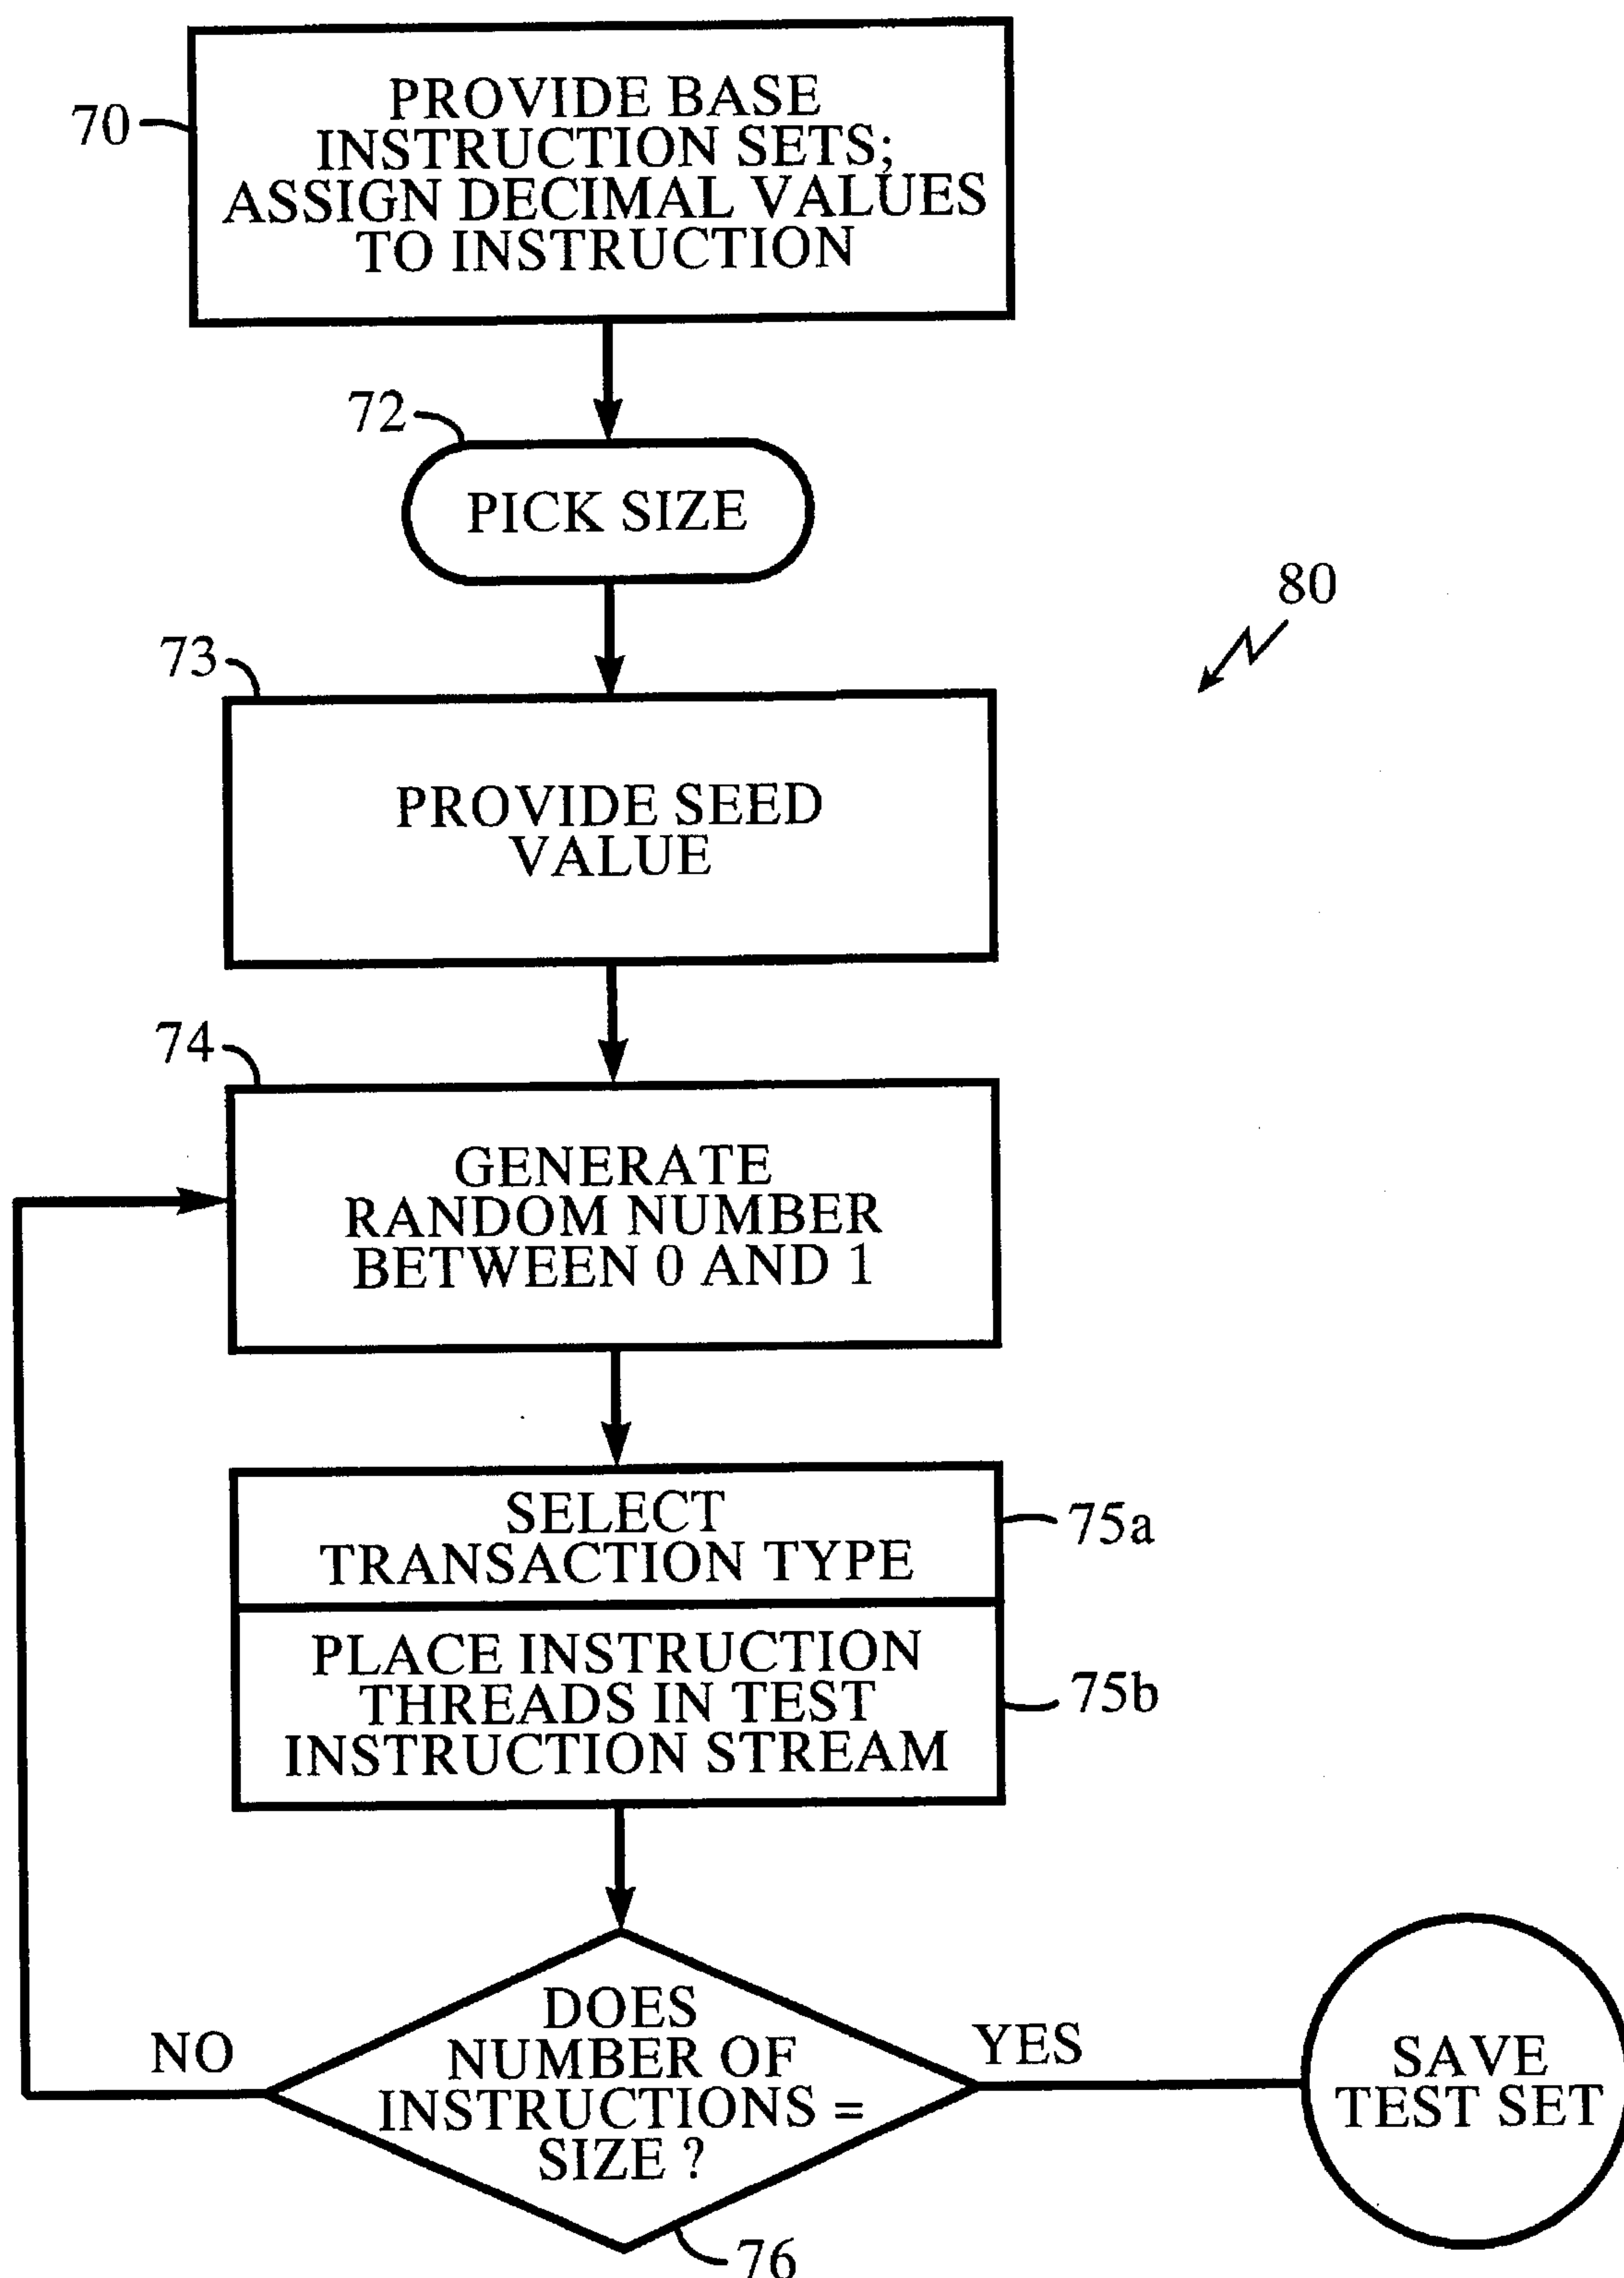 PROVIDE BASE
INSTRUCTION SETS;
ASSIGN DECIMAL VALUES
TO INSTRUCTION
70
72
PICK SIZE
80
73
PROVIDE SEED
VALUE
74
GENERATE
RANDOM NUMBER
BETWEEN 0 AND 1
SELECT
TRANSACTION TYPE
75a
PLACE INSTRUCTION
THREADS IN TEST
INSTRUCTION STREAM
75b
DOES
NUMBER OF
INSTRUCTIONS =
SIZE ?
NO
YES
SAVE
TEST SET
76